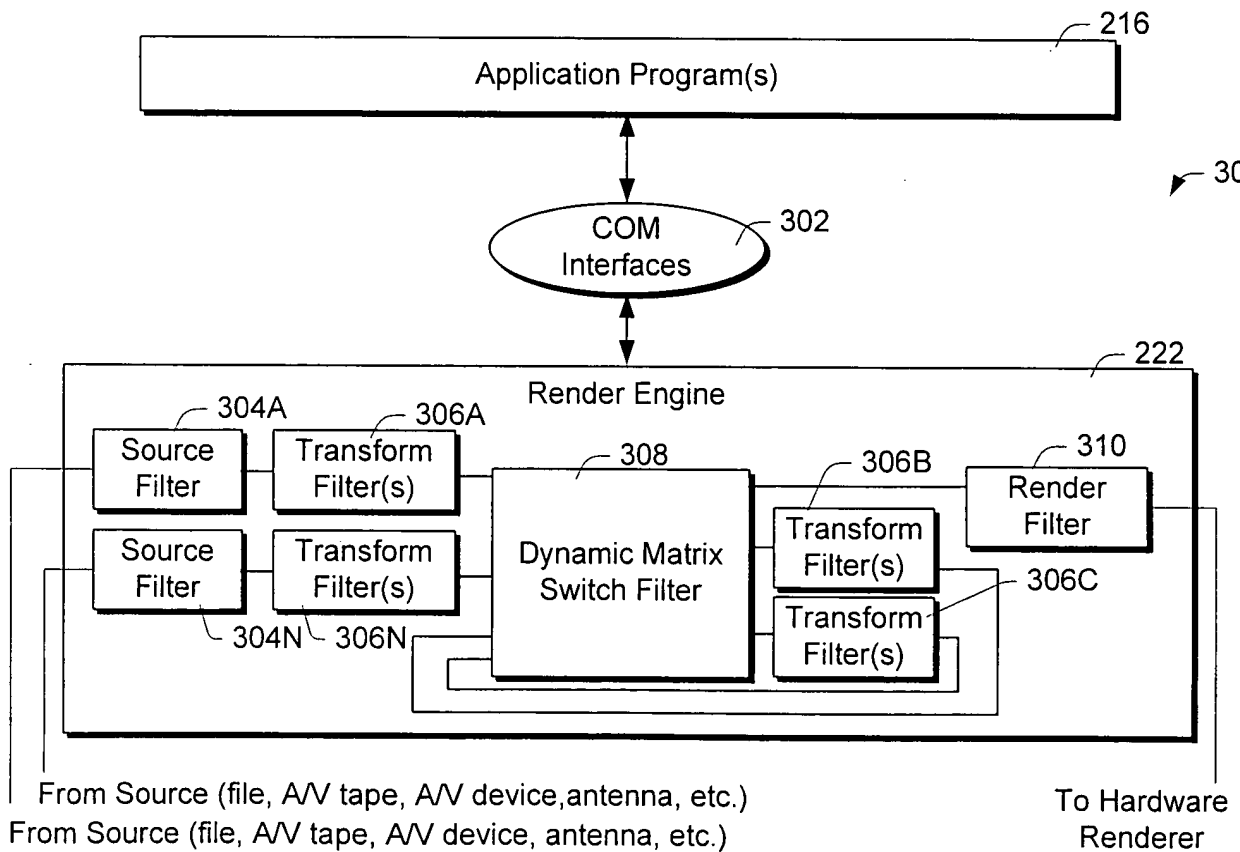 216
Application Program(s)
30
COM
Interfaces
302
222
Render Engine
304A
306A
308
306B
310
Source
Filter
Transform
Filter(s)
Render
Filter
Dynamic Matrix
Switch Filter
Transform
Filter(s)
Source
Filter
Transform
Filter(s)
306C
Transform
Filter(s)
304N
306N
From Source (file, A/V tape, A/V device,antenna, etc.)
From Source (file, A/V tape, A/V device, antenna, etc.)
To Hardware
Renderer